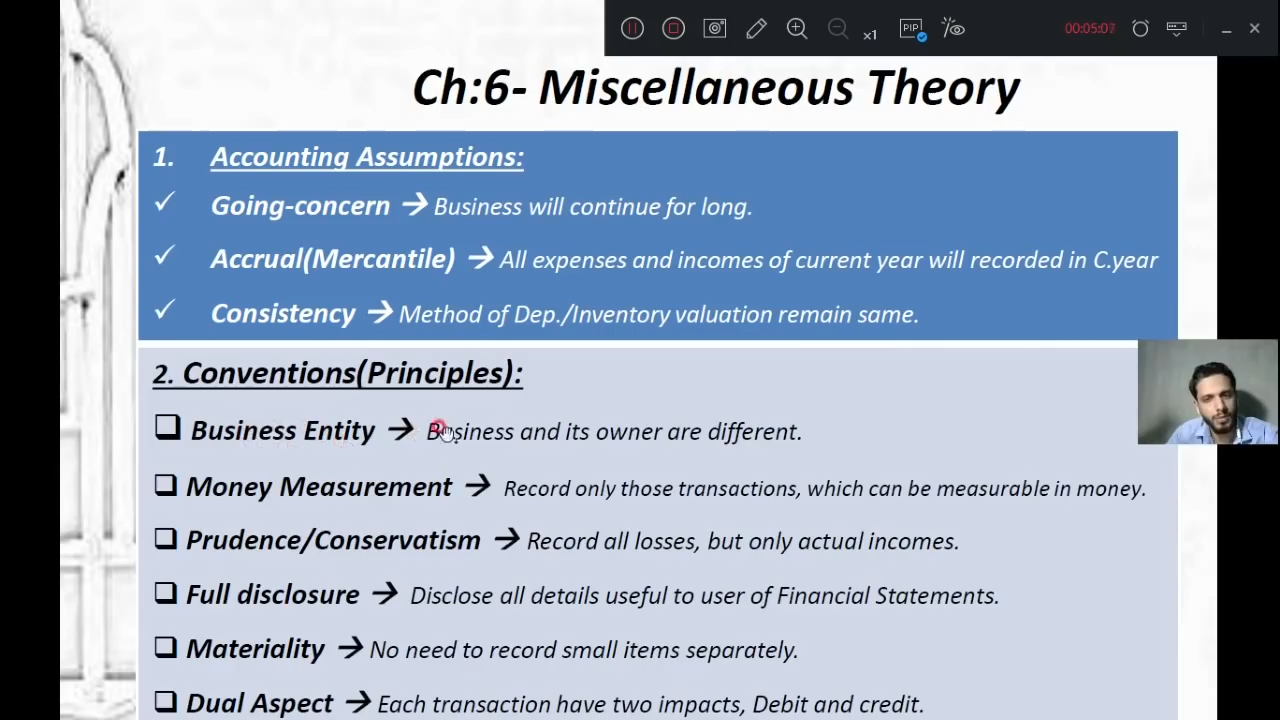 x1
PIP
00:05:07
Ch:6- Miscellaneous Theory
1. Accounting Assumptions:
✓ Going-concern → Business will continue for long.
✓ Accrual(Mercantile) → All expenses and incomes of current year will recorded in C.year
✓ Consistency → Method of Dep./Inventory valuation remain same.
2. Conventions(Principles):
❑ Business Entity → Business and its owner are different.
❑ Money Measurement → Record only those transactions, which can be measurable in money.
❑ Prudence/Conservatism → Record all losses, but only actual incomes.
❑ Full disclosure → Disclose all details useful to user of Financial Statements.
❑ Materiality → No need to record small items separately.
❑ Dual Aspect → Each transaction have two impacts, Debit and credit.